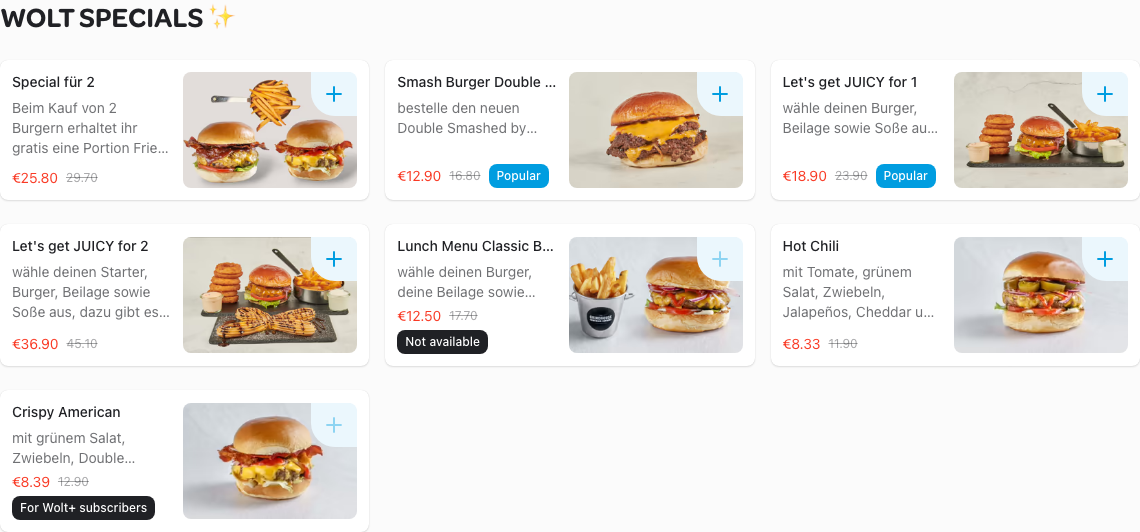 WOLT SPECIALS ✨
Special für 2
Beim Kauf von 2
Burgern erhaltet ihr
gratis eine Portion Frie...
€25.80 29.70
Smash Burger Double ...
bestelle den neuen
Double Smashed by...
€12.90 16.80 Popular
Let's get JUICY for 1
wähle deinen Burger,
Beilage sowie Soße au...
€18.90 23.90 Popular
Let's get JUICY for 2
wähle deinen Starter,
Burger, Beilage sowie
Soße aus, dazu gibt es...
€36.90 45.10
Lunch Menu Classic B...
wähle deinen Burger,
deine Beilage sowie...
€12.50 17.70
Not available
Hot Chili
mit Tomate, grünem
Salat, Zwiebeln,
Jalapeños, Cheddar u...
€8.33 11.90
Crispy American
mit grünem Salat,
Zwiebeln, Double...
€8.39 12.90
For Wolt+ subscribers